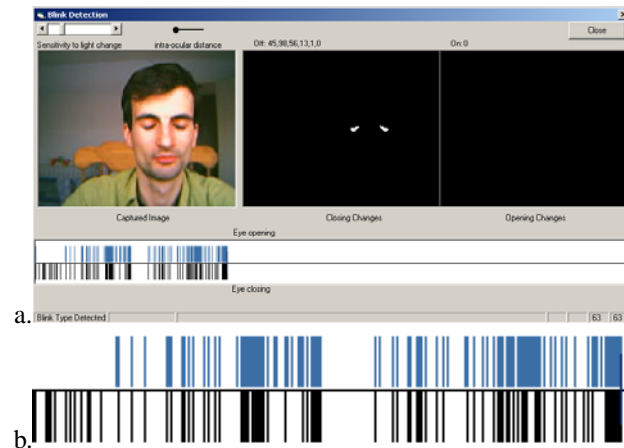 Blink Detection
Close
Sensitivity to light change intra-ocular distance Off: 45,98,56,13,1,0 On: 0
Captured Image Closing Changes Opening Changes
Eye opening
Eye closing
a. Blink Type Detected 63 63
b.